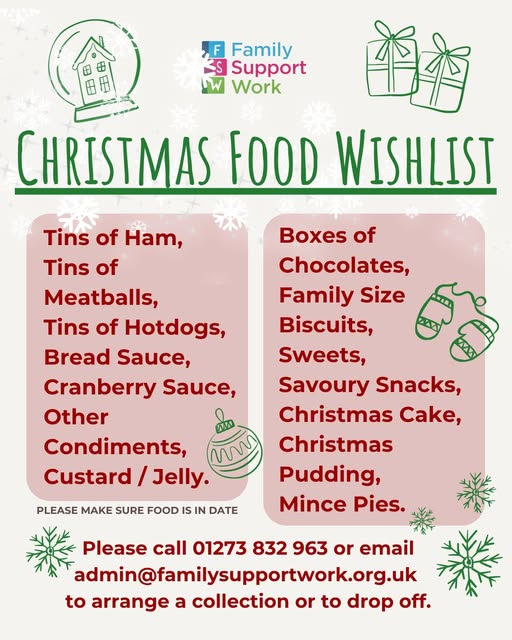 F Family
S Support
W Work
CHRISTMAS FOOD WISHLIST
Tins of Ham,
Tins of
Meatballs,
Tins of Hotdogs,
Bread Sauce,
Cranberry Sauce,
Other
Condiments,
Custard / Jelly.
Boxes of
Chocolates,
Family Size
Biscuits,
Sweets,
Savoury Snacks,
Christmas Cake,
Christmas
Pudding,
Mince Pies.
PLEASE MAKE SURE FOOD IS IN DATE
Please call 01273 832 963 or email
admin@familysupportwork.org.uk
to arrange a collection or to drop off.